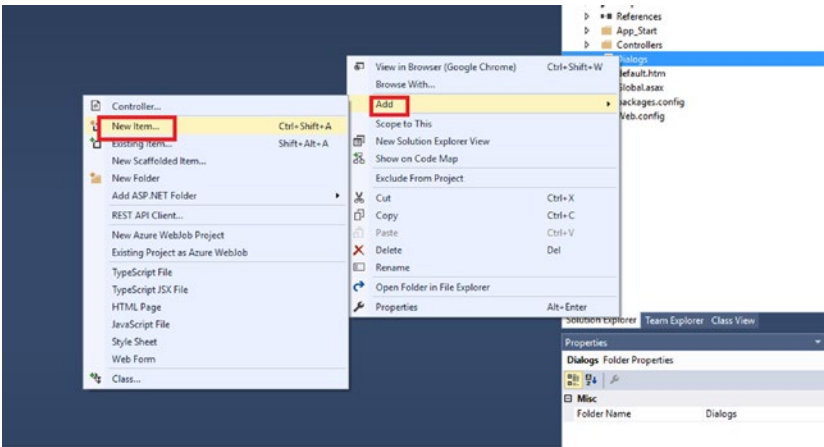 References
App_Start
Controllers
Dialogs
default.htm
Global.asax
packages.config
Web.config
View in Browser (Google Chrome) Ctrl+Shift+W
Browse With...
Add
Scope to This
New Solution Explorer View
Show on Code Map
Exclude From Project
Cut Ctrl+X
Copy Ctrl+C
Paste Ctrl+V
Delete Del
Rename
Open Folder in File Explorer
Properties Alt+Enter
Controller...
New Item... Ctrl+Shift+A
Existing Item... Shift+Alt+A
New Scaffolded Item...
New Folder
Add ASP.NET Folder
REST API Client...
New Azure WebJob Project
Existing Project as Azure WebJob
TypeScript File
TypeScript JSX File
HTML Page
JavaScript File
Style Sheet
Web Form
Class...
Solution Explorer Team Explorer Class View
Properties
Dialogs Folder Properties
Misc
Folder Name Dialogs